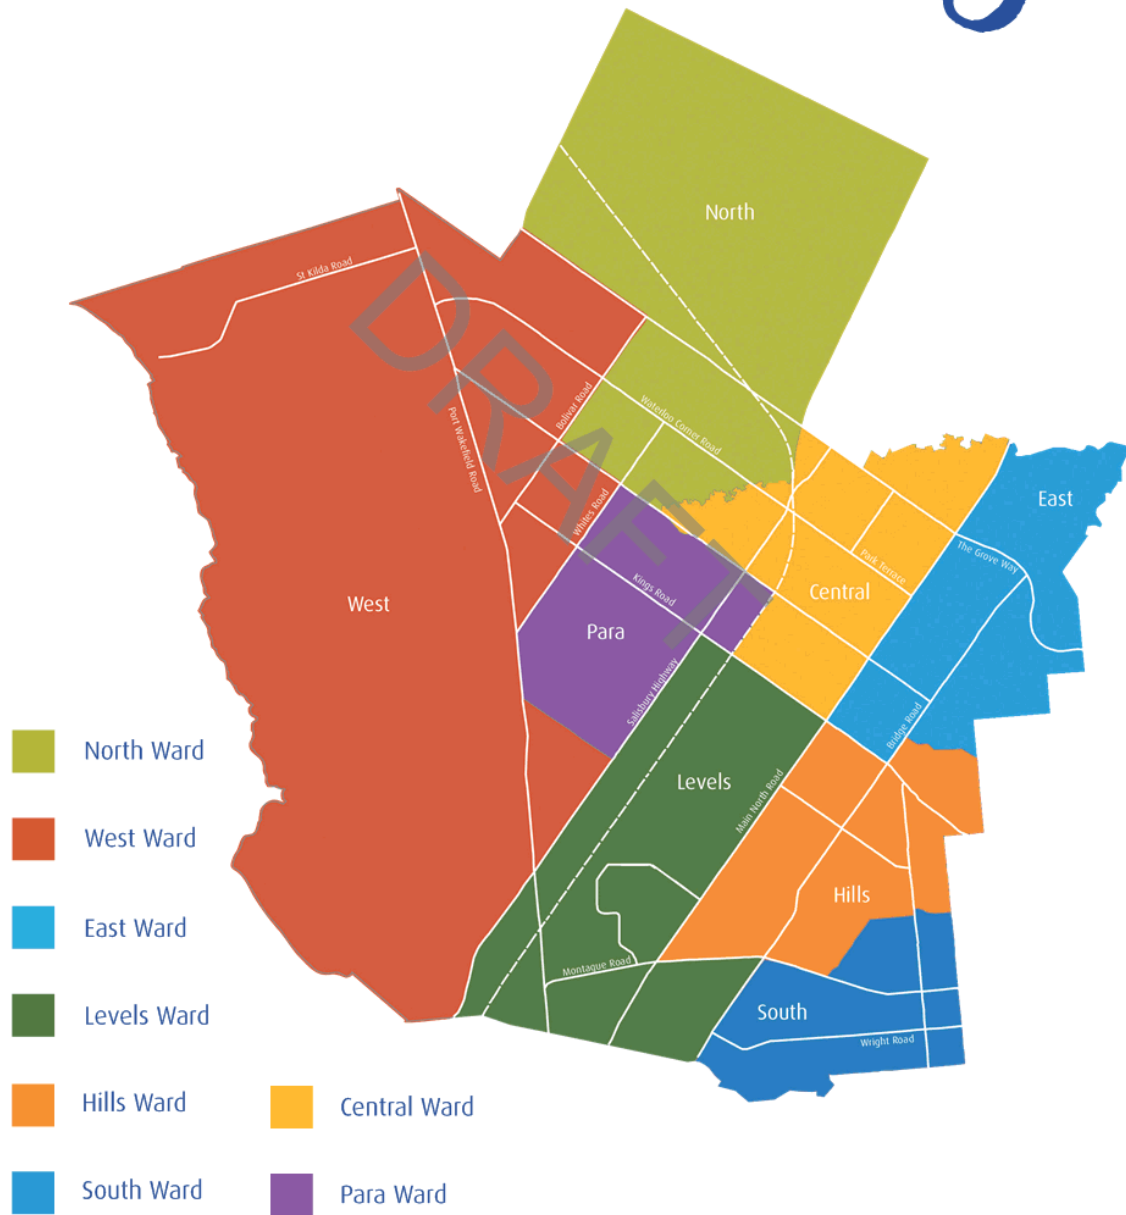 North
St Kilda Road
DRAFT
Bolivar Road
Waterloo Corner Road
Port Wakefield Road
East
Whites Road
The Grove Way
Park Terrace
Kings Road
Central
West
Para
Salisbury Highway
Bridge Road
North Ward
Levels
Main North Road
West Ward
Hills
East Ward
Montague Road
South
Levels Ward
Wright Road
Hills Ward
Central Ward
South Ward
Para Ward